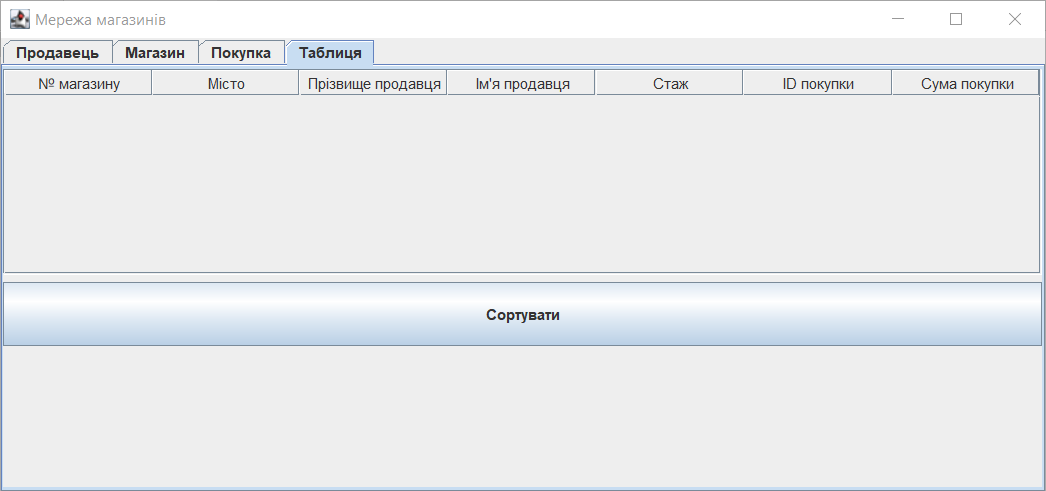 Мережа магазинів
Продавець Магазин Покупка Таблиця
№ магазину Місто Прізвище продавця Ім'я продавця Стаж ID покупки Сума покупки
Сортувати